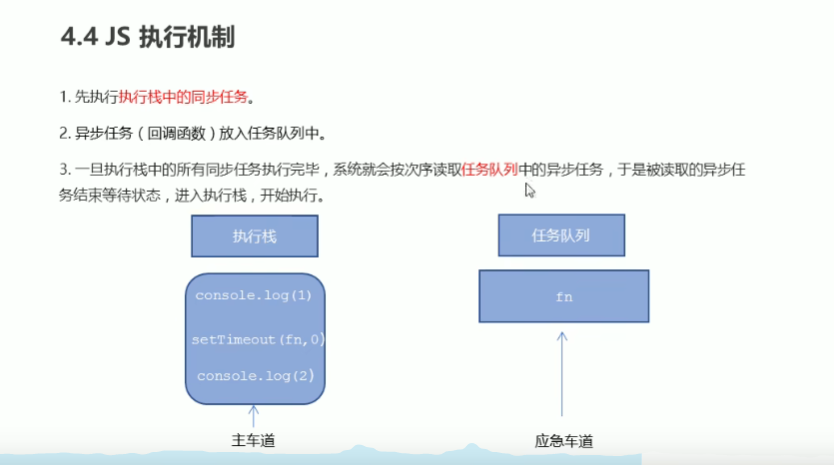 4.4 JS 执行机制
1. 先执行执行栈中的同步任务。
2. 异步任务（回调函数）放入任务队列中。
3. 一旦执行栈中的所有同步任务执行完毕，系统就会按次序读取任务队列中的异步任务，于是被读取的异步任
务结束等待状态，进入执行栈，开始执行。
执行栈
任务队列
console.log(1)
setTimeout(fn,0)
console.log(2)
fn
主车道
应急车道